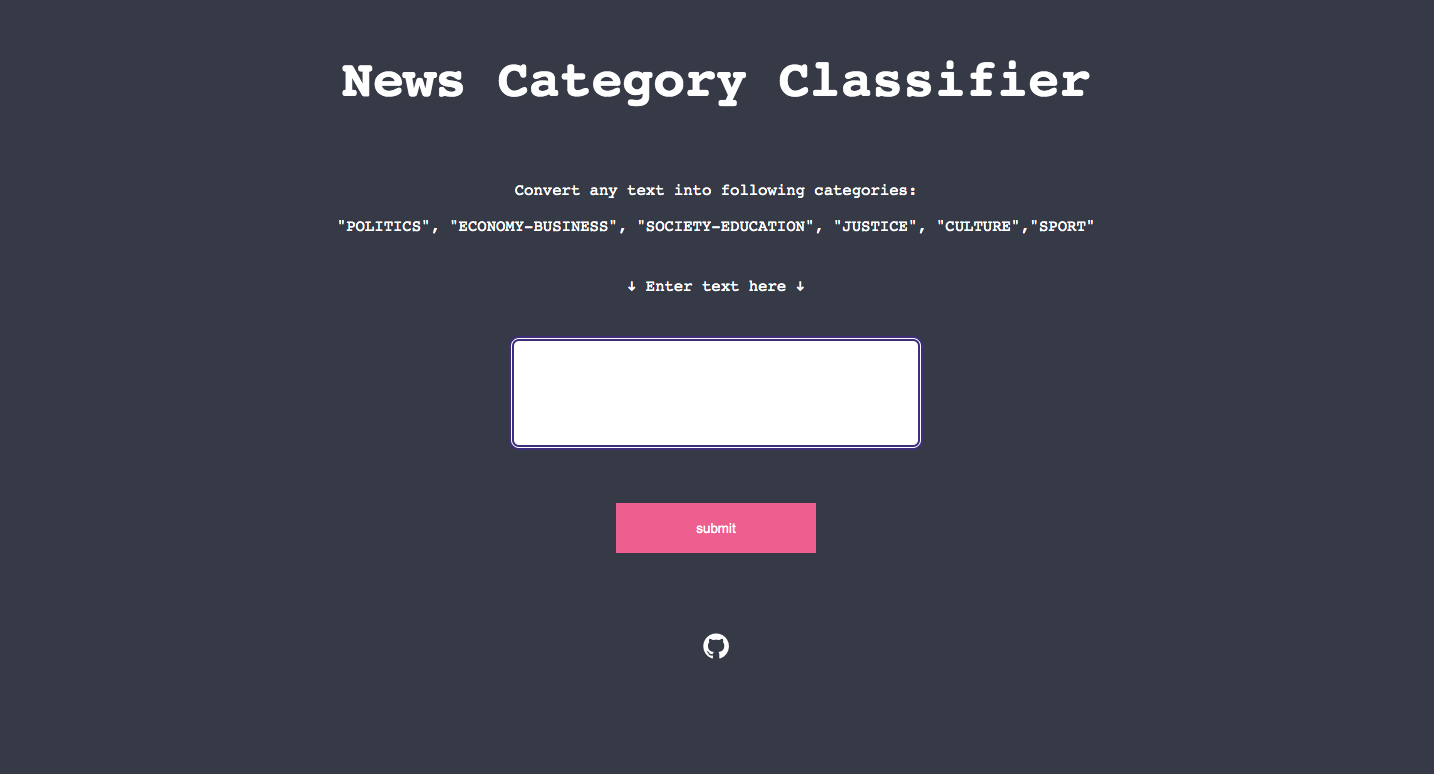 News Category Classifier
Convert any text into following categories:
"POLITICS", "ECONOMY-BUSINESS", "SOCIETY-EDUCATION", "JUSTICE", "CULTURE","SPORT"
↓ Enter text here ↓
submit